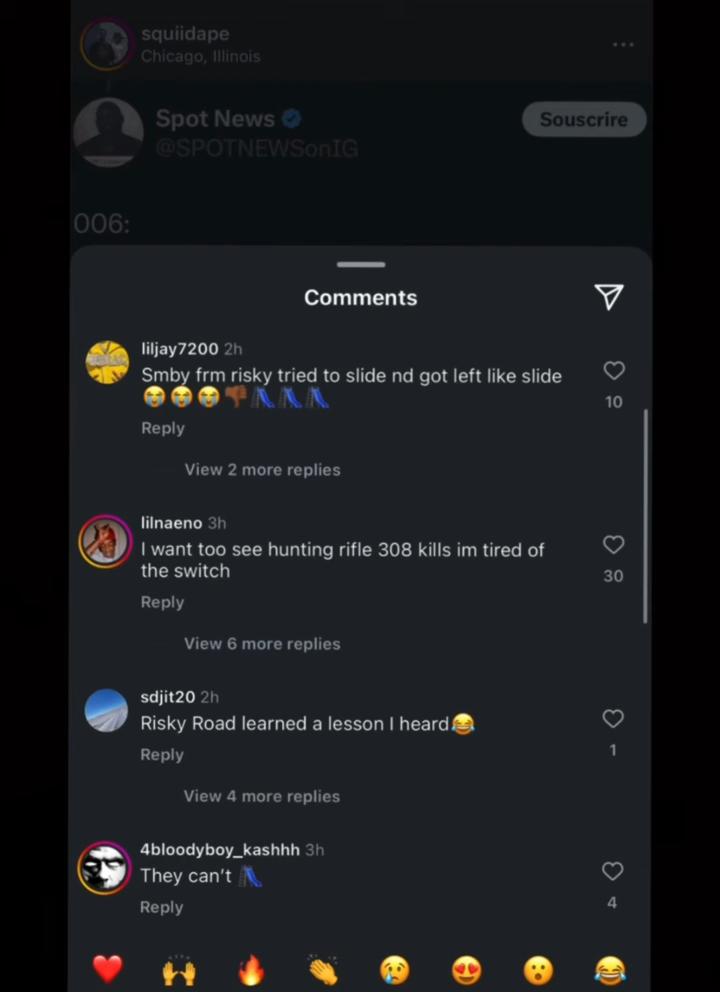 squiidape
Chicago, Illinois
Spot News
@SPOTNEWSonIG
Souscrire
006:
Comments
liljay7200 2h
Smby frm risky tried to slide nd got left like slide
😭😭😭👎🏾🛝🛝🛝
10
Reply
View 2 more replies
lilnaeno 3h
I want too see hunting rifle 308 kills im tired of
the switch
30
Reply
View 6 more replies
sdjit20 2h
Risky Road learned a lesson I heard😂
1
Reply
View 4 more replies
4bloodyboy_kashhh 3h
They can’t 🛝
4
Reply
❤️🙌🔥👏😢😍😮😂